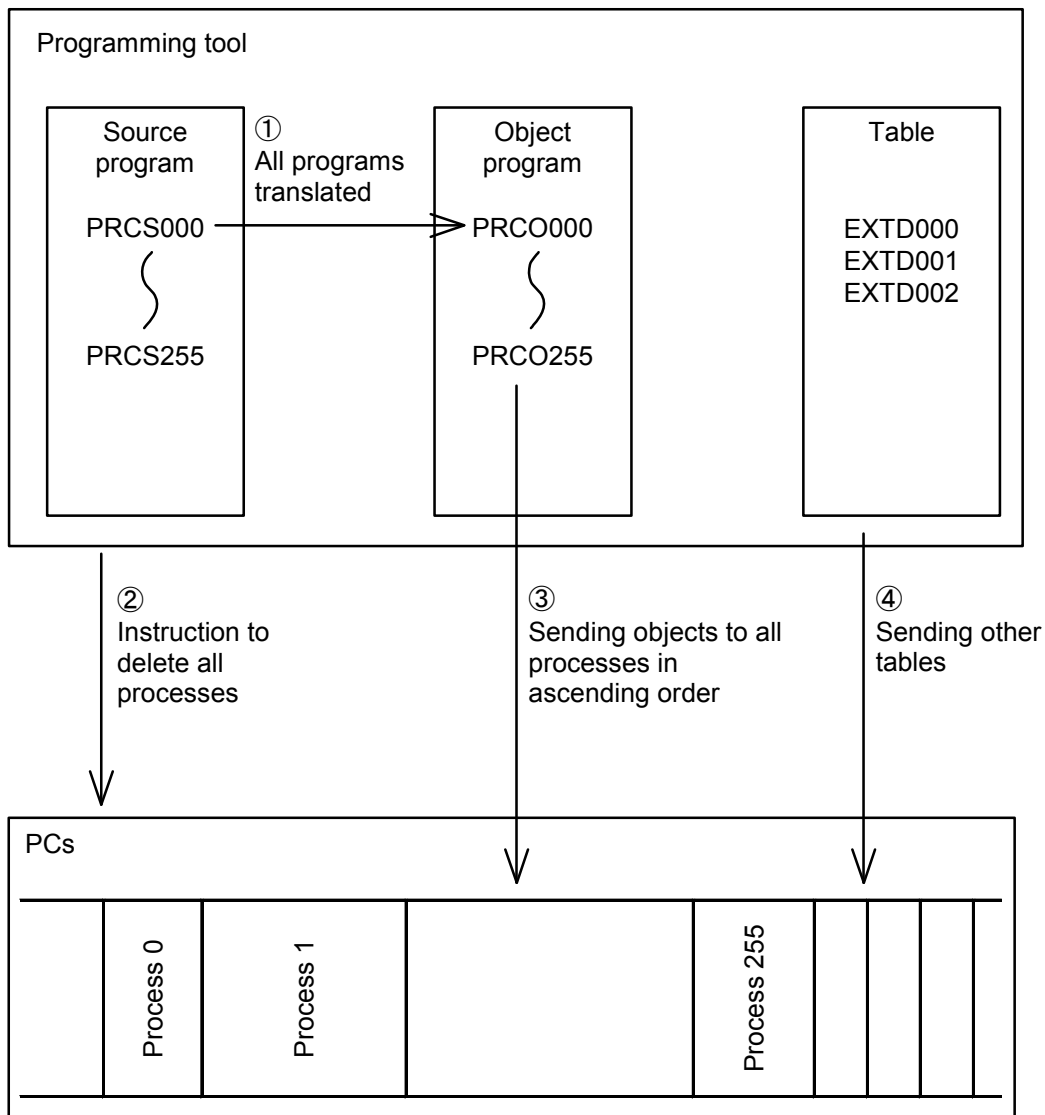 Programming tool
Source
program
①
All programs
translated
Object
program
Table
PRCS000
PRCO000
EXTD000
EXTD001
EXTD002
PRCS255
PRCO255
②
Instruction to
delete all
processes
③
Sending objects to all
processes in
ascending order
④
Sending other
tables
PCs
Process 0
Process 1
Process 255